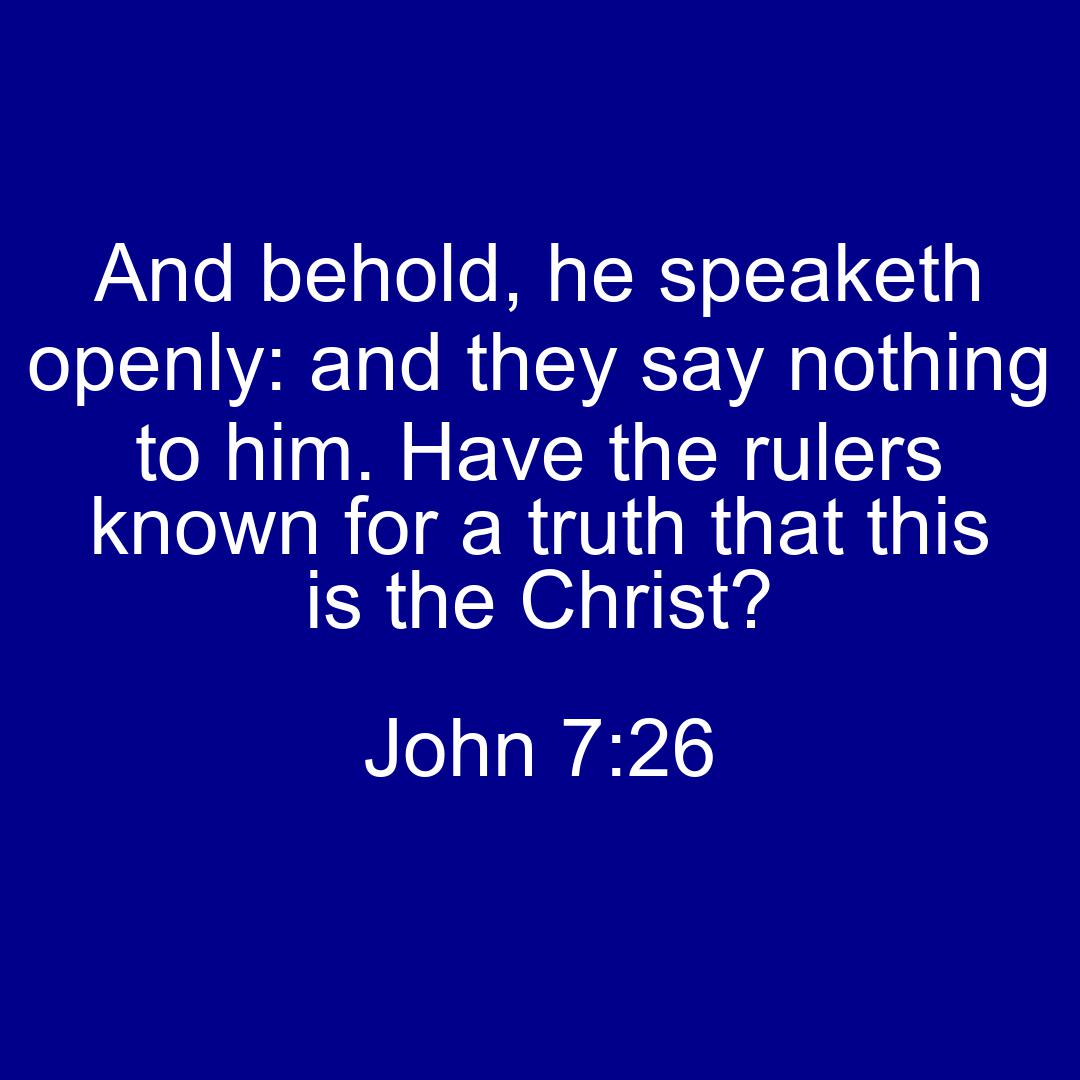 And behold, he speaketh
openly: and they say nothing
to him. Have the rulers
known for a truth that this
is the Christ?
John 7:26